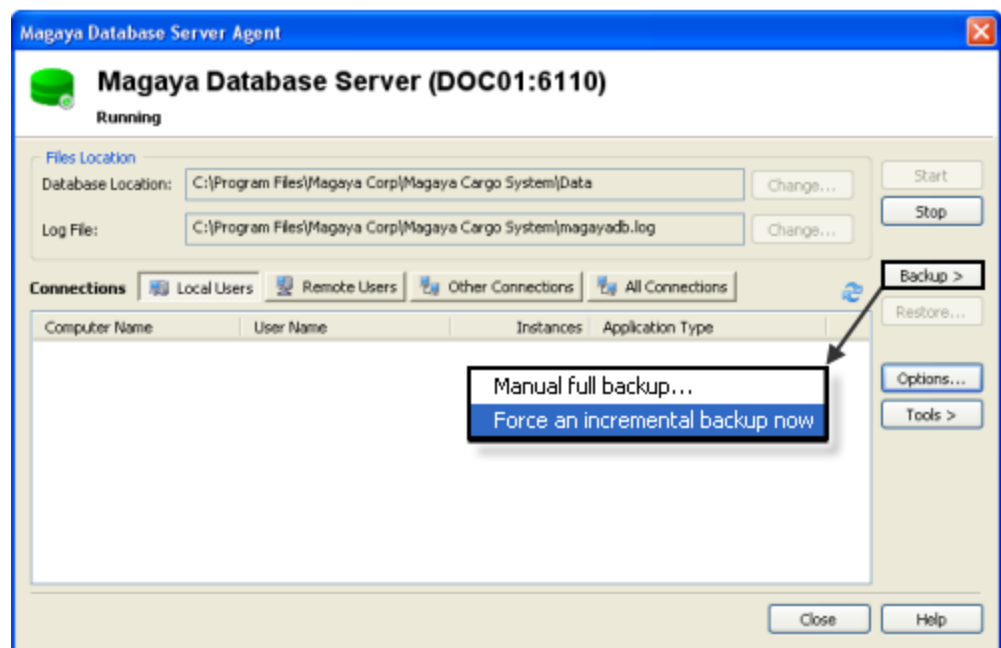 Magaya Database Server Agent
Magaya Database Server (DOC01:6110)
Running
Files Location
Database Location: C:\Program Files\Magaya Corp\Magaya Cargo System\Data Change... Start
Stop
Log File: C:\Program Files\Magaya Corp\Magaya Cargo System\magayadb.log Change...
Connections Local Users Remote Users Other Connections All Connections Backup >
Restore...
Computer Name User Name Instances Application Type
Manual full backup... Options...
Force an incremental backup now Tools >
Close Help